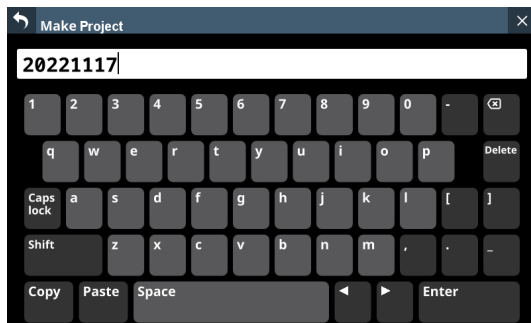 Make Project
20221117
1 2 3 4 5 6 7 8 9 0 -
q w e r t y u i o p Delete
Caps lock a s d f g h j k l [ ]
Shift z x c v b n m , . _
Copy Paste Space Enter